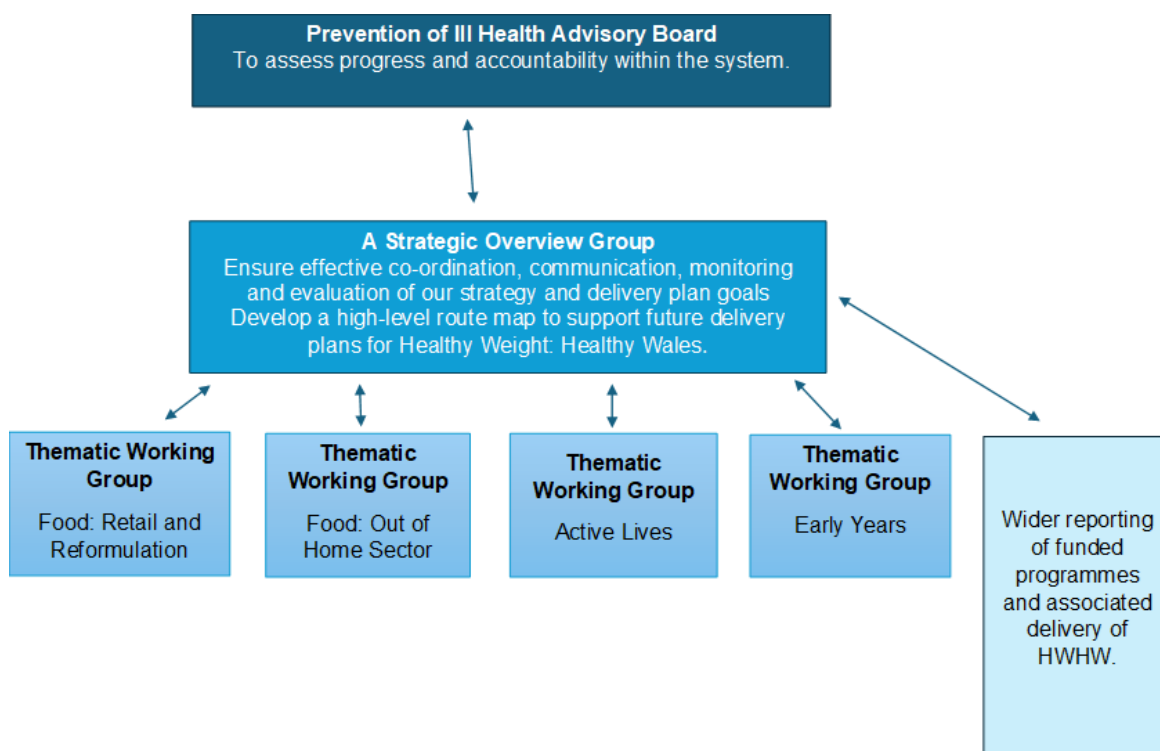 Prevention of Ill Health Advisory Board
To assess progress and accountability within the system.
A Strategic Overview Group
Ensure effective co-ordination, communication, monitoring
and evaluation of our strategy and delivery plan goals
Develop a high-level route map to support future delivery
plans for Healthy Weight: Healthy Wales.
Thematic Working
Group
Food: Retail and
Reformulation
Thematic
Working Group
Food: Out of
Home Sector
Thematic
Working Group
Active Lives
Thematic
Working Group
Early Years
Wider reporting
of funded
programmes
and associated
delivery of
HWHW.